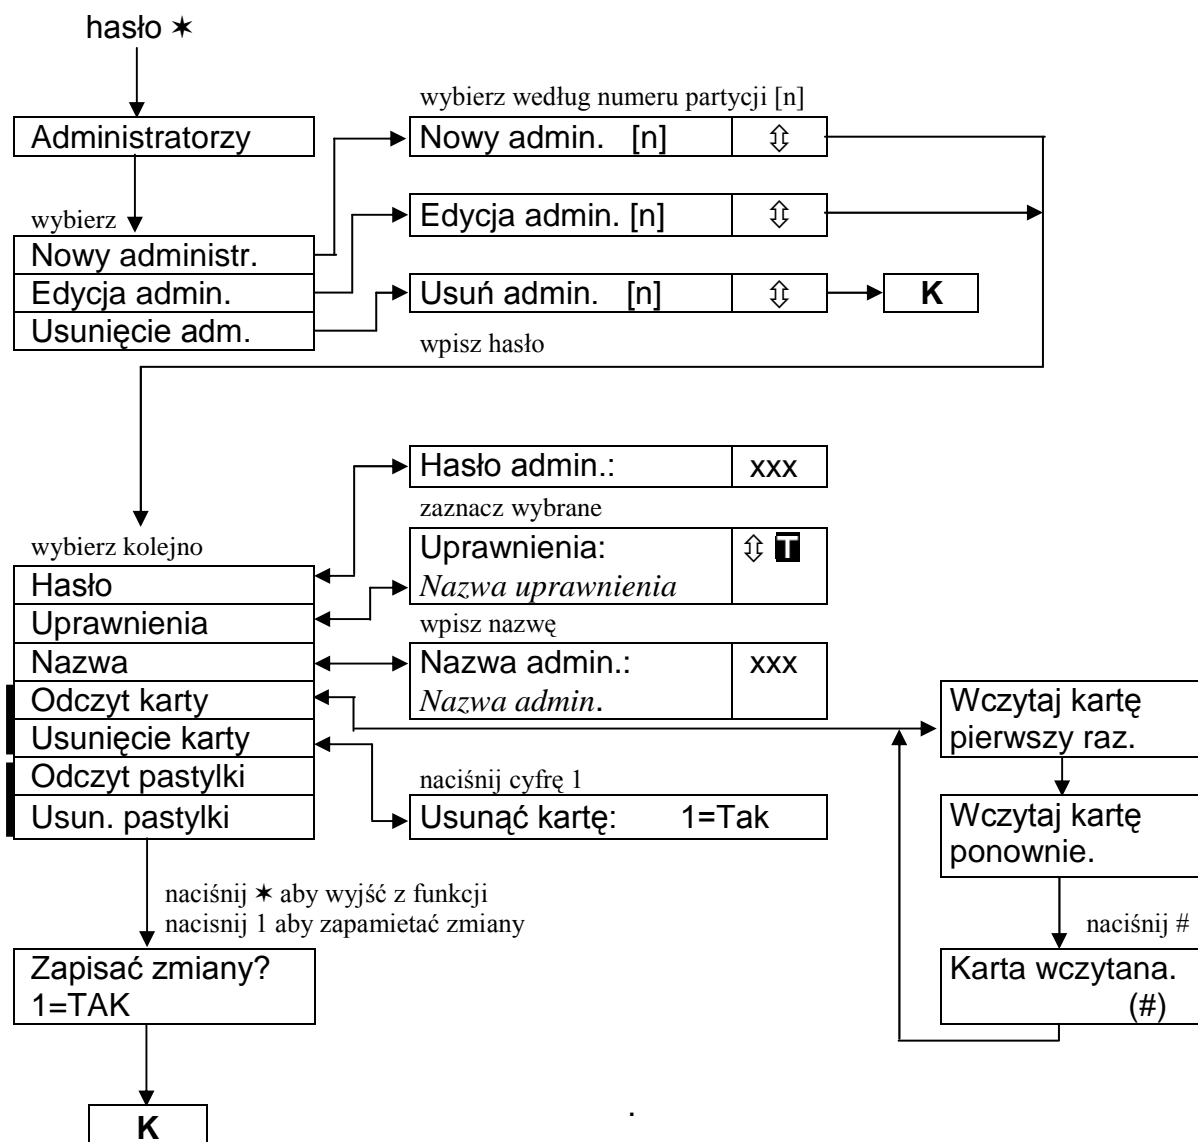 hasło ✶
wybierz według numeru partycji [n]
Administratorzy
Nowy admin. [n] ⇳
wybierz
Edycja admin. [n] ⇳
Nowy administr.
Edycja admin.
Usunięcie adm.
Usuń admin. [n] ⇳
K
wpisz hasło
Hasło admin.: xxx
zaznacz wybrane
wybierz kolejno
Uprawnienia: ⇳ T
Nazwa uprawnienia
Hasło
Uprawnienia
Nazwa
Odczyt karty
Usunięcie karty
Odczyt pastylki
Usun. pastylki
wpisz nazwę
Nazwa admin.: xxx
Nazwa admin.
Wczytaj kartę
pierwszy raz.
naciśnij cyfrę 1
Usunąć kartę: 1=Tak
Wczytaj kartę
ponownie.
naciśnij ✶ aby wyjść z funkcji
nacisnij 1 aby zapamietać zmiany
naciśnij #
Zapisać zmiany?
1=TAK
Karta wczytana.
(#)
K
.